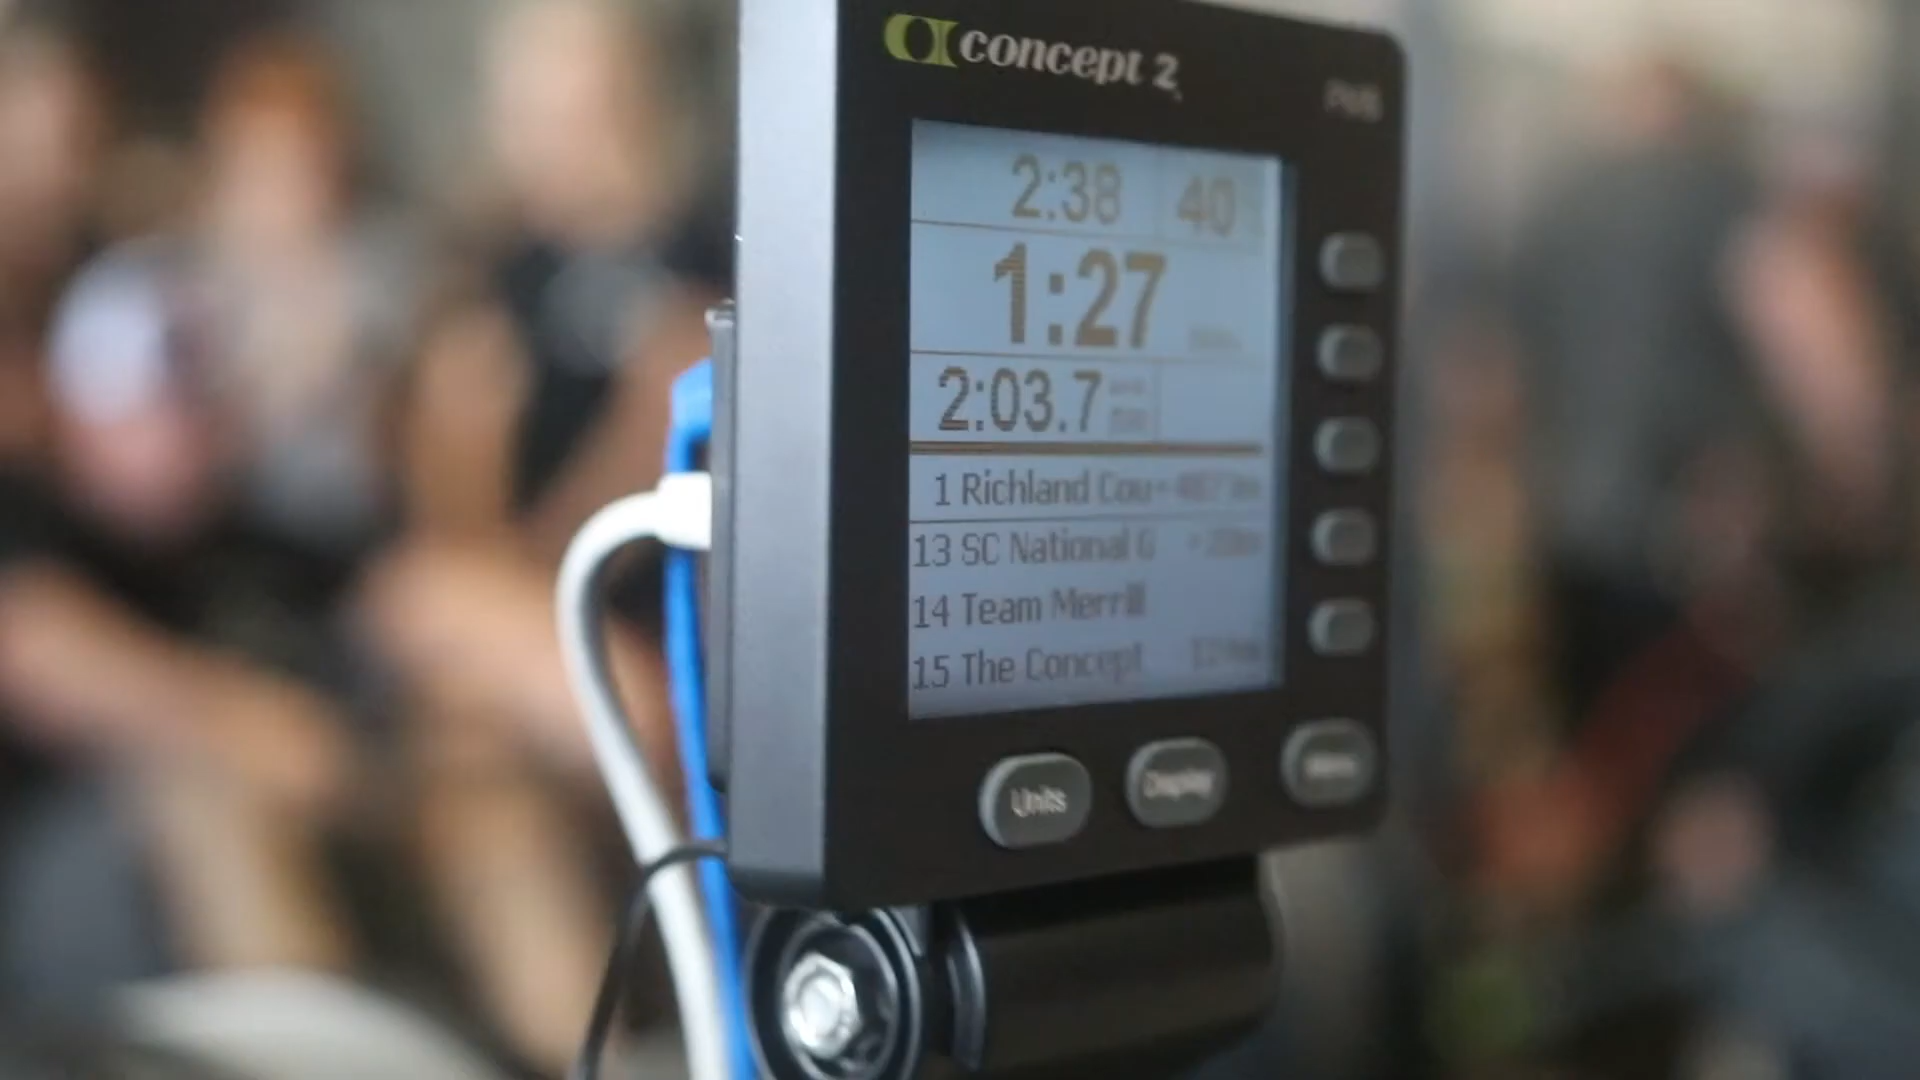 concept 2
2:38 40
1:27
2:03.7
1 Richland Cou
13 SC National G
14 Team Merrill
15 The Concept
Units Display Menu